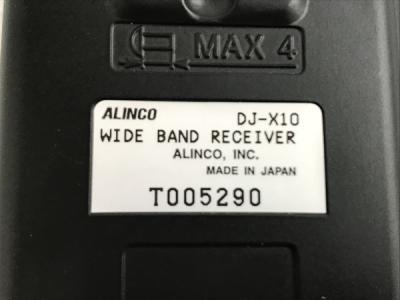 MAX 4
ALINCO DJ-X10
WIDE BAND RECEIVER
ALINCO, INC.
MADE IN JAPAN
T005290